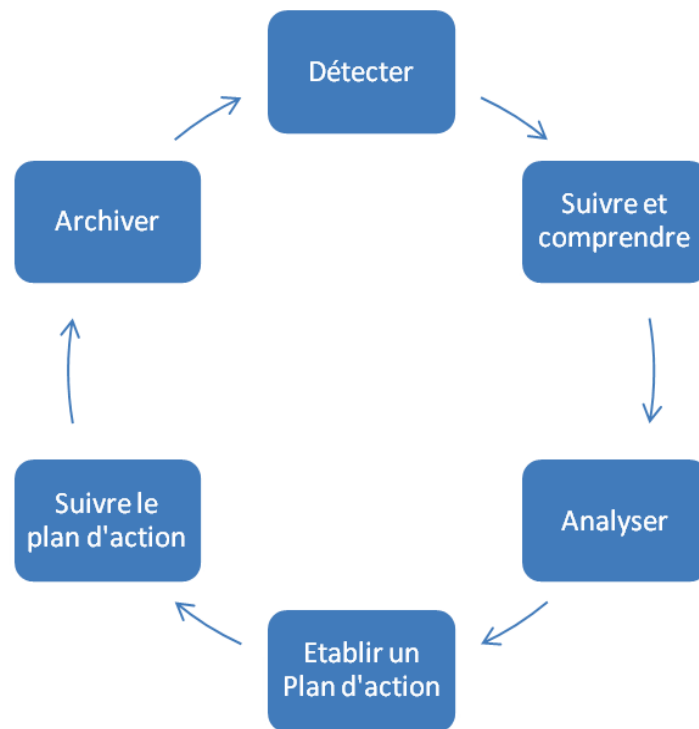 Détecter
Suivre et
comprendre
Analyser
Etablir un
Plan d'action
Suivre le
plan d'action
Archiver